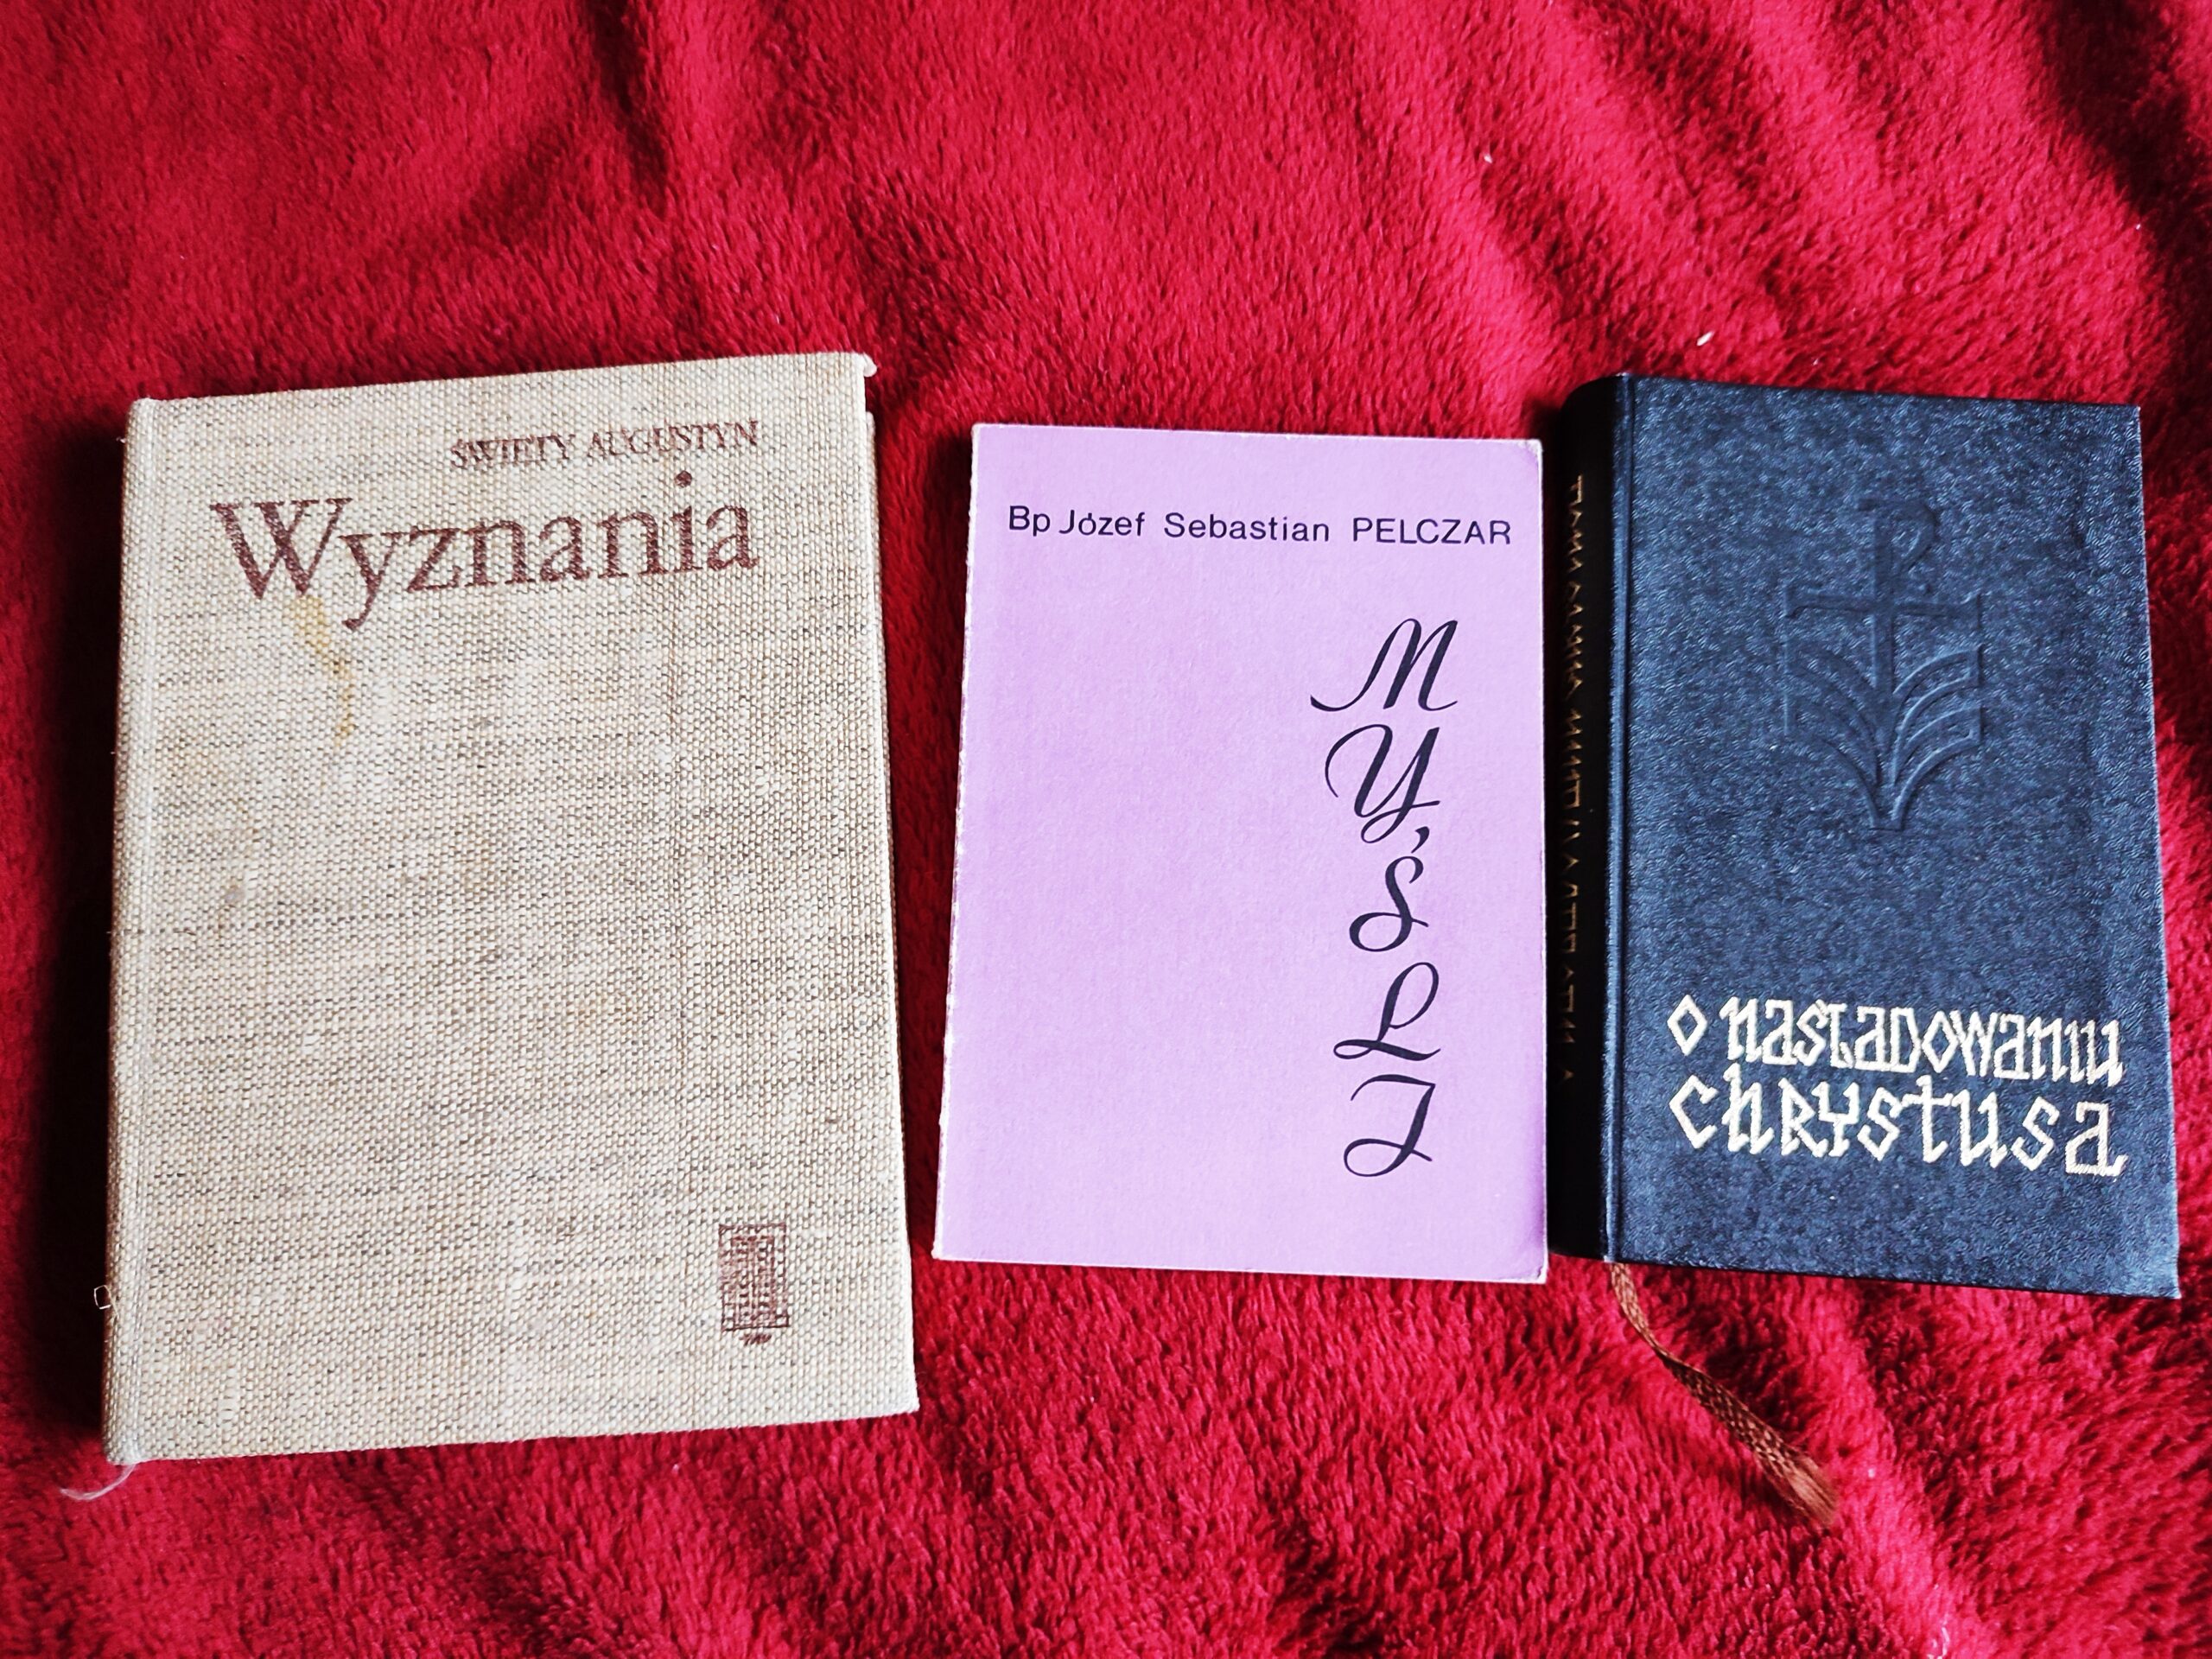 ŚWIĘTY AUGUSTYN
Wyznania
Bp Józef Sebastian PELCZAR
MYŚLI
o naśladowaniu
chrystusa